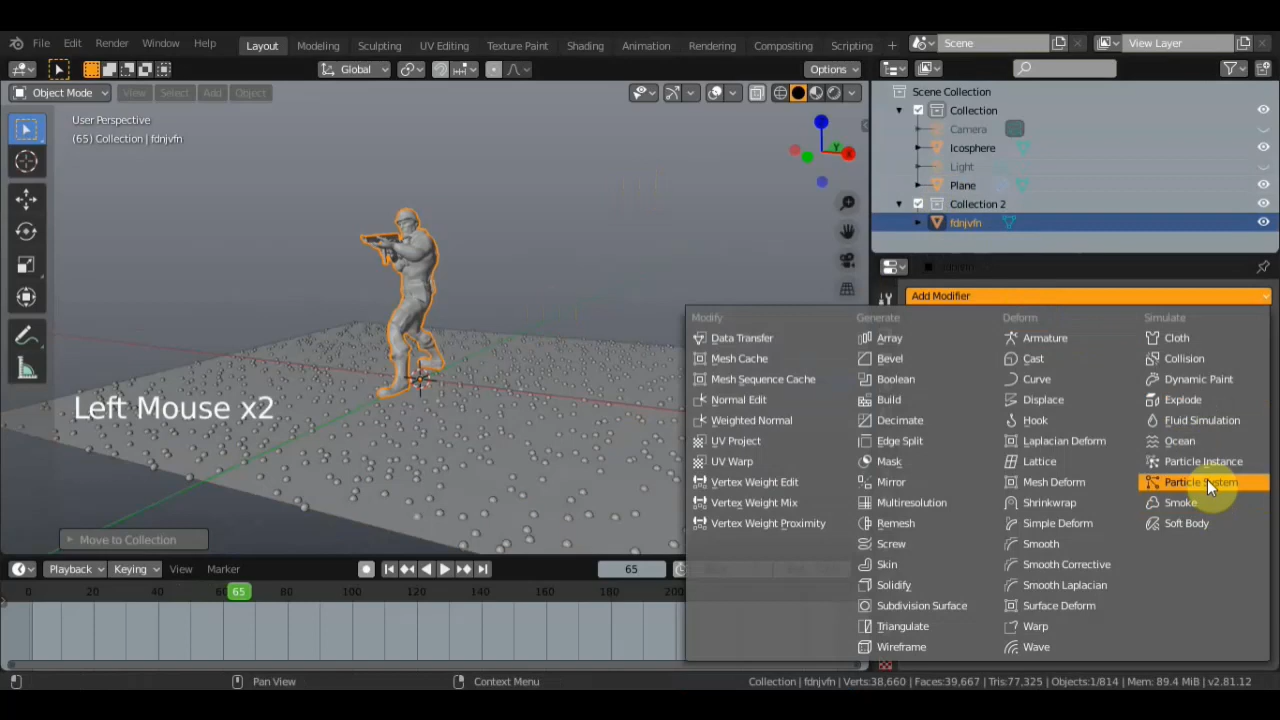 File Edit Render Window Help Layout Modeling Sculpting UV Editing Texture Paint Shading Animation Rendering Compositing Scripting + Scene View Layer
Global Options
Object Mode View Select Add Object
User Perspective
(65) Collection | fdnjvfn
Scene Collection
Collection
Camera
Icosphere
Light
Plane
Collection 2
fdnjvfn
Add Modifier
Modify
Data Transfer
Mesh Cache
Mesh Sequence Cache
Normal Edit
Weighted Normal
UV Project
UV Warp
Vertex Weight Edit
Vertex Weight Mix
Vertex Weight Proximity
Generate
Array
Bevel
Boolean
Build
Decimate
Edge Split
Mask
Mirror
Multiresolution
Remesh
Screw
Skin
Solidify
Subdivision Surface
Triangulate
Wireframe
Deform
Armature
Cast
Curve
Displace
Hook
Laplacian Deform
Lattice
Mesh Deform
Shrinkwrap
Simple Deform
Smooth
Smooth Corrective
Smooth Laplacian
Surface Deform
Warp
Wave
Simulate
Cloth
Collision
Dynamic Paint
Explode
Fluid Simulation
Ocean
Particle Instance
Particle System
Smoke
Soft Body
Left Mouse x2
Move to Collection
Playback Keying View Marker 65
0 20 40 60 65 80 100 120 140 160 180 200
Pan View Context Menu Collection | fdnjvfn | Verts:38,660 | Faces:39,667 | Tris:77,325 | Objects:1/814 | Mem: 89.4 MiB | v2.81.12